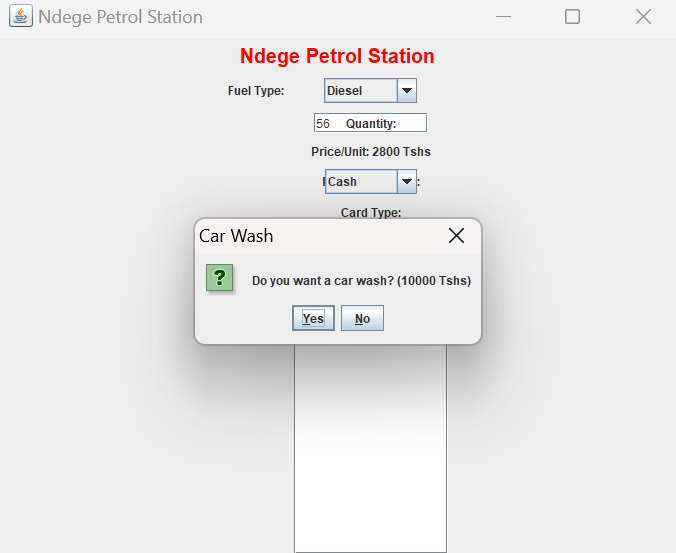 Ndege Petrol Station
Ndege Petrol Station
Fuel Type: Diesel
56 Quantity:
Price/Unit: 2800 Tshs
Cash :
Card Type:
Car Wash
Do you want a car wash? (10000 Tshs)
Yes No